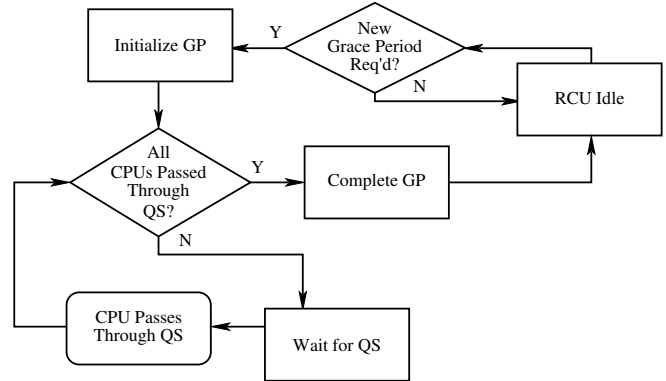 New
Grace Period
Req'd?
Y
Initialize GP
N
RCU Idle
All
CPUs Passed
Through
QS?
Y
Complete GP
N
CPU Passes
Through QS
Wait for QS